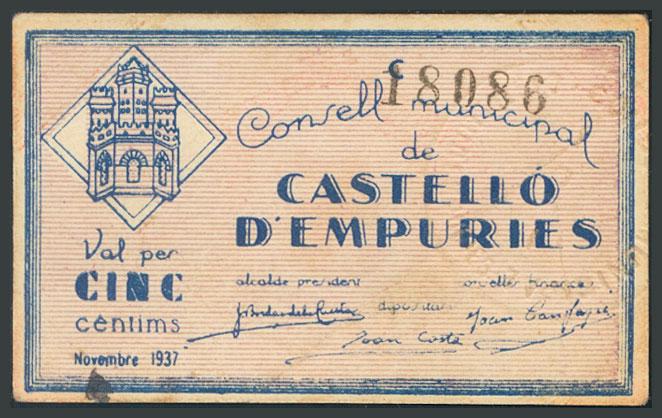 C 18086
Consell municipal
de
CASTELLÓ
D'EMPURIES
Val per
CINC
cèntims
Novembre 1937
alcalde president
conseller finances
dipositari
Joan Costa
Joan